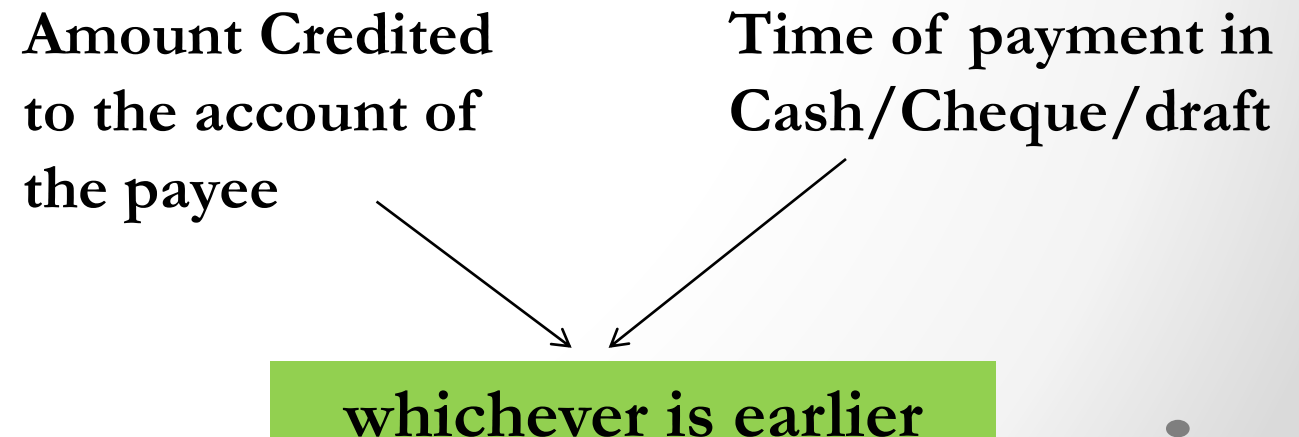 Amount Credited
to the account of
the payee
Time of payment in
Cash/Cheque/draft
whichever is earlier